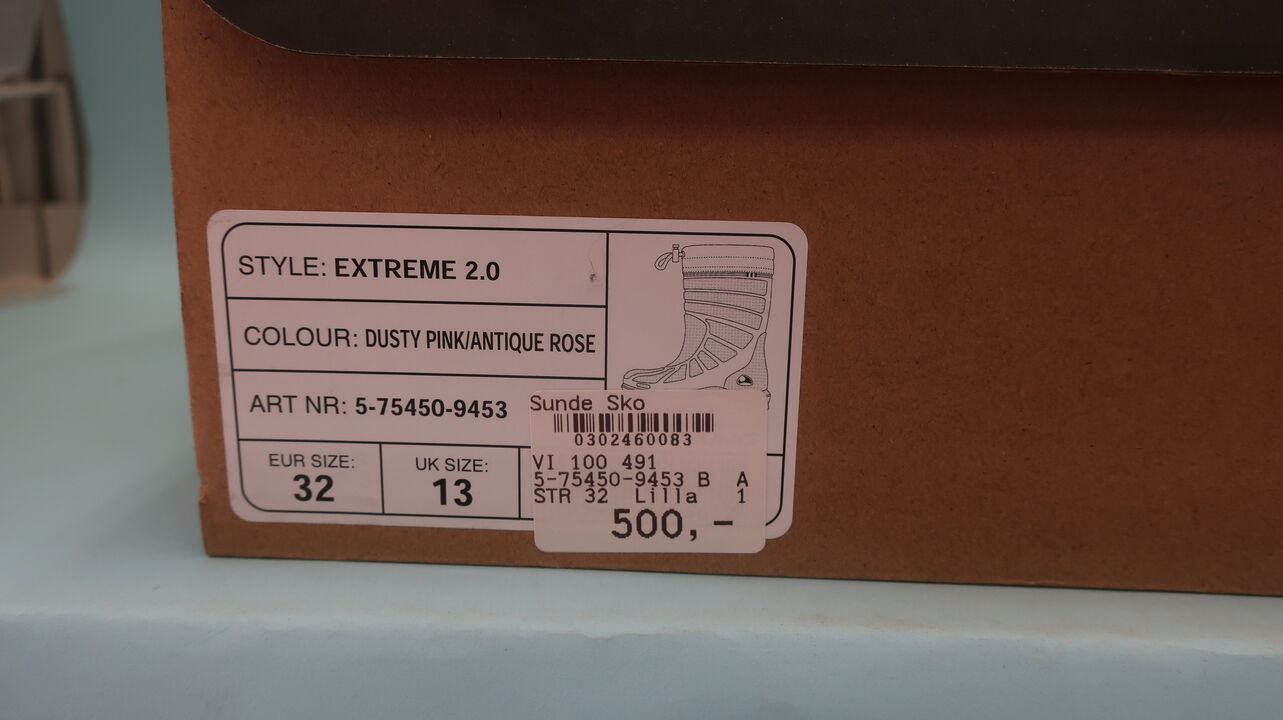 STYLE: EXTREME 2.0
COLOUR: DUSTY PINK/ANTIQUE ROSE
ART NR: 5-75450-9453
EUR SIZE:
32
UK SIZE:
13
Sunde Sko
0302460083
VI 100 491
5-75450-9453 B A
STR 32 Lilla 1
500,-